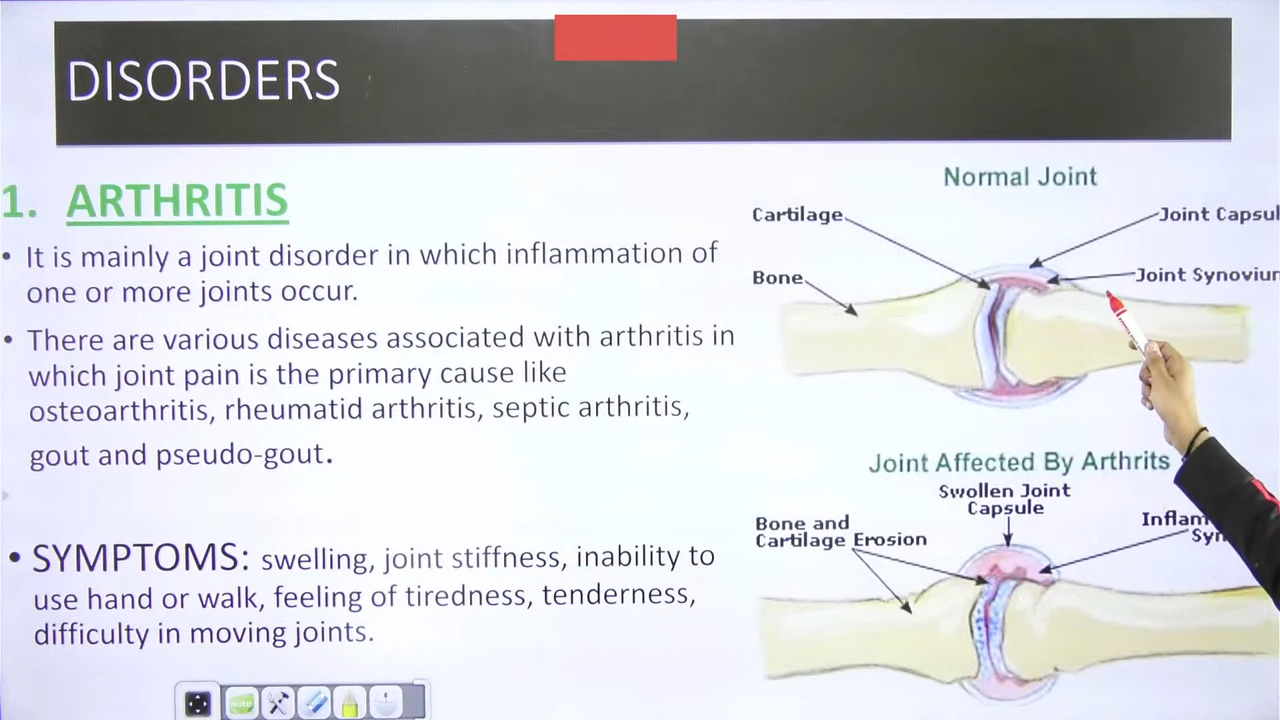 DISORDERS
1. ARTHRITIS
• It is mainly a joint disorder in which inflammation of
one or more joints occur.
• There are various diseases associated with arthritis in
which joint pain is the primary cause like
osteoarthritis, rheumatid arthritis, septic arthritis,
gout and pseudo-gout.
• SYMPTOMS: swelling, joint stiffness, inability to
use hand or walk, feeling of tiredness, tenderness,
difficulty in moving joints.
Normal Joint
Cartilage
Joint Capsul
Bone
Joint Synoviun
Joint Affected By Arthrits
Swollen Joint
Capsule
Bone and
Cartilage Erosion
Inflam
Syn
Note